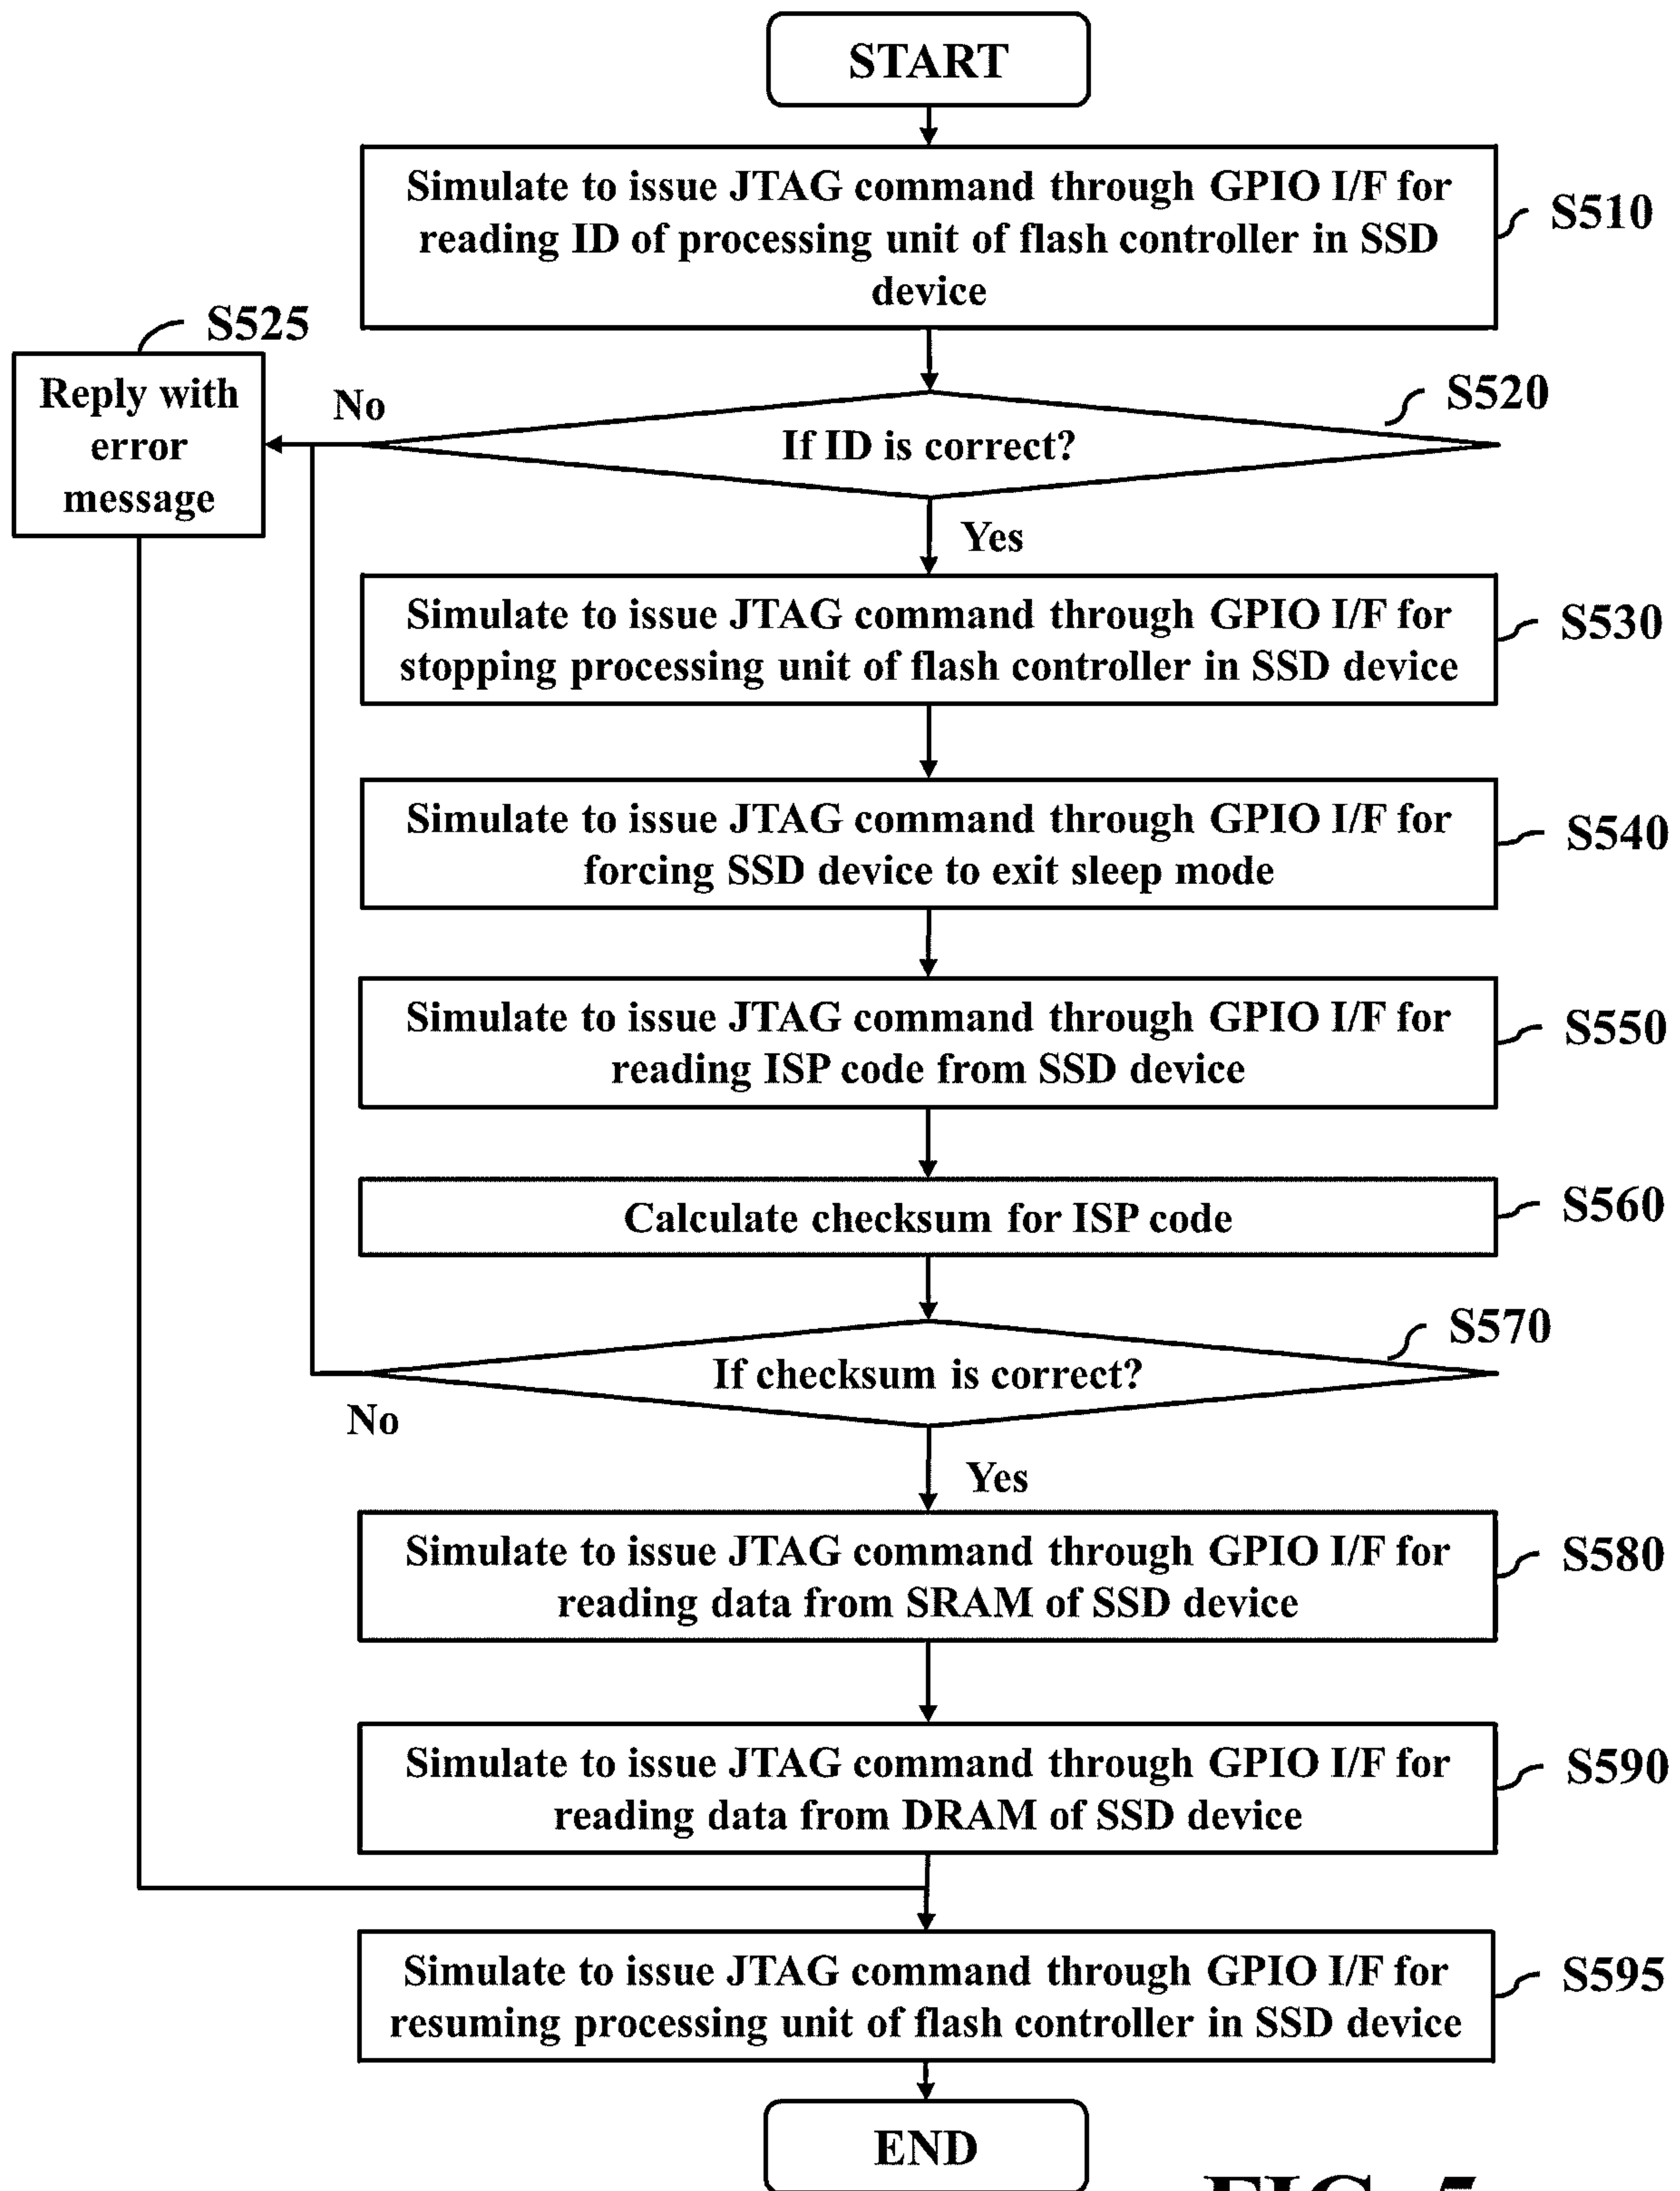 START
Simulate to issue JTAG command through GPIO I/F for
reading ID of processing unit of flash controller in SSD
device
S510
S525
Reply with
error
message
No
S520
If ID is correct?
Yes
Simulate to issue JTAG command through GPIO I/F for
stopping processing unit of flash controller in SSD device
S530
Simulate to issue JTAG command through GPIO I/F for
forcing SSD device to exit sleep mode
S540
Simulate to issue JTAG command through GPIO I/F for
reading ISP code from SSD device
S550
Calculate checksum for ISP code
S560
S570
If checksum is correct?
No
Yes
Simulate to issue JTAG command through GPIO I/F for
reading data from SRAM of SSD device
S580
Simulate to issue JTAG command through GPIO I/F for
reading data from DRAM of SSD device
S590
Simulate to issue JTAG command through GPIO I/F for
resuming processing unit of flash controller in SSD device
S595
END
FIG. 5